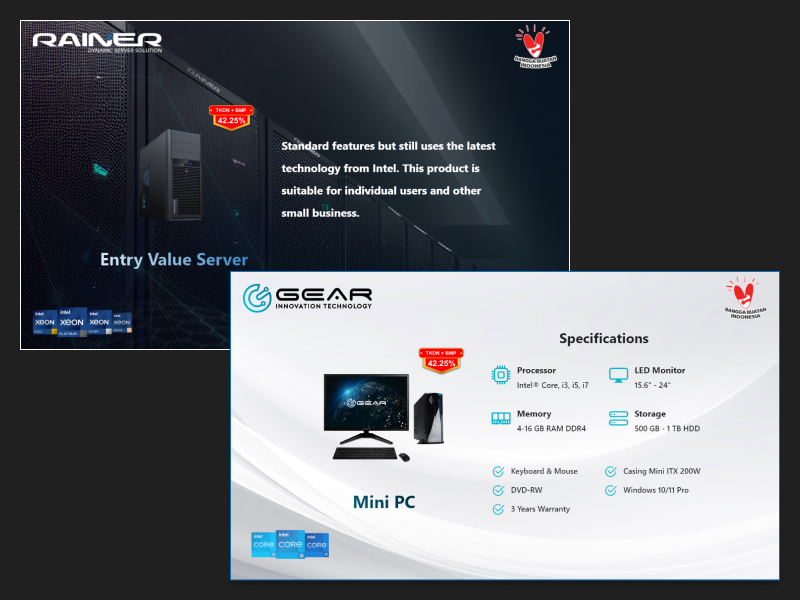 RAINER
DYNAMIC SERVER SOLUTION
BANGGA BUATAN
INDONESIA
RAINER
TKDN + BMP
42.25%
Standard features but still uses the latest
technology from Intel. This product is
suitable for individual users and other
small business.
Entry Value Server
intel
XEON
intel
XEON
PLATINUM
intel
XEON
intel
XEON
GEAR
INNOVATION TECHNOLOGY
BANGGA BUATAN
INDONESIA
Specifications
TKDN + BMP
42.25%
Processor
Intel® Core, i3, i5, i7
LED Monitor
15.6" - 24"
GEAR
Memory
4-16 GB RAM DDR4
Storage
500 GB - 1 TB HDD
Keyboard & Mouse
Casing Mini ITX 200W
DVD-RW
Windows 10/11 Pro
3 Years Warranty
Mini PC
intel
CORE
intel
CORE
intel
CORE